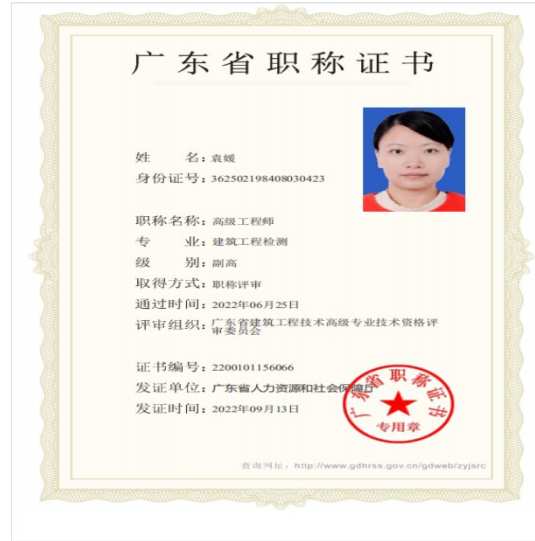 广东省职称证书
姓　　名：袁媛
身份证号：362502198408030423
职称名称：高级工程师
专　　业：建筑工程检测
级　　别：副高
取得方式：职称评审
通过时间：2022年06月25日
评审组织：广东省建筑工程技术高级专业技术资格评
审委员会
证书编号：2200101156066
发证单位：广东省人力资源和社会保障厅
发证时间：2022年09月13日
广东省职称证书
专用章
查询网址：http://www.gdhrss.gov.cn/gdweb/zyjsrc